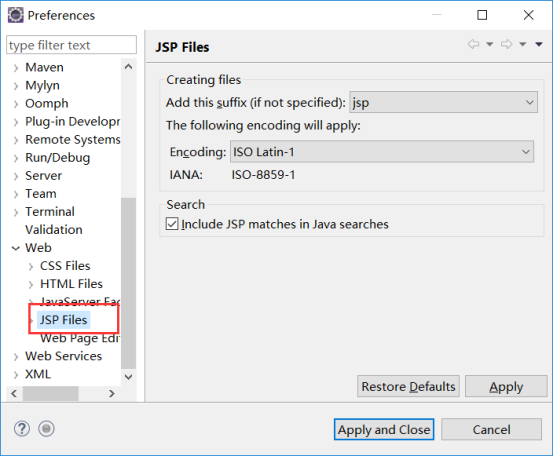 Preferences
type filter text
Maven
Mylyn
Oomph
Plug-in Developr
Remote Systems
Run/Debug
Server
Team
Terminal
Validation
Web
CSS Files
HTML Files
JavaServer Fac
JSP Files
Web Page Edi
Web Services
XML
JSP Files
Creating files
Add this suffix (if not specified): jsp
The following encoding will apply:
Encoding: ISO Latin-1
IANA: ISO-8859-1
Search
Include JSP matches in Java searches
Restore Defaults Apply
? Apply and Close Cancel